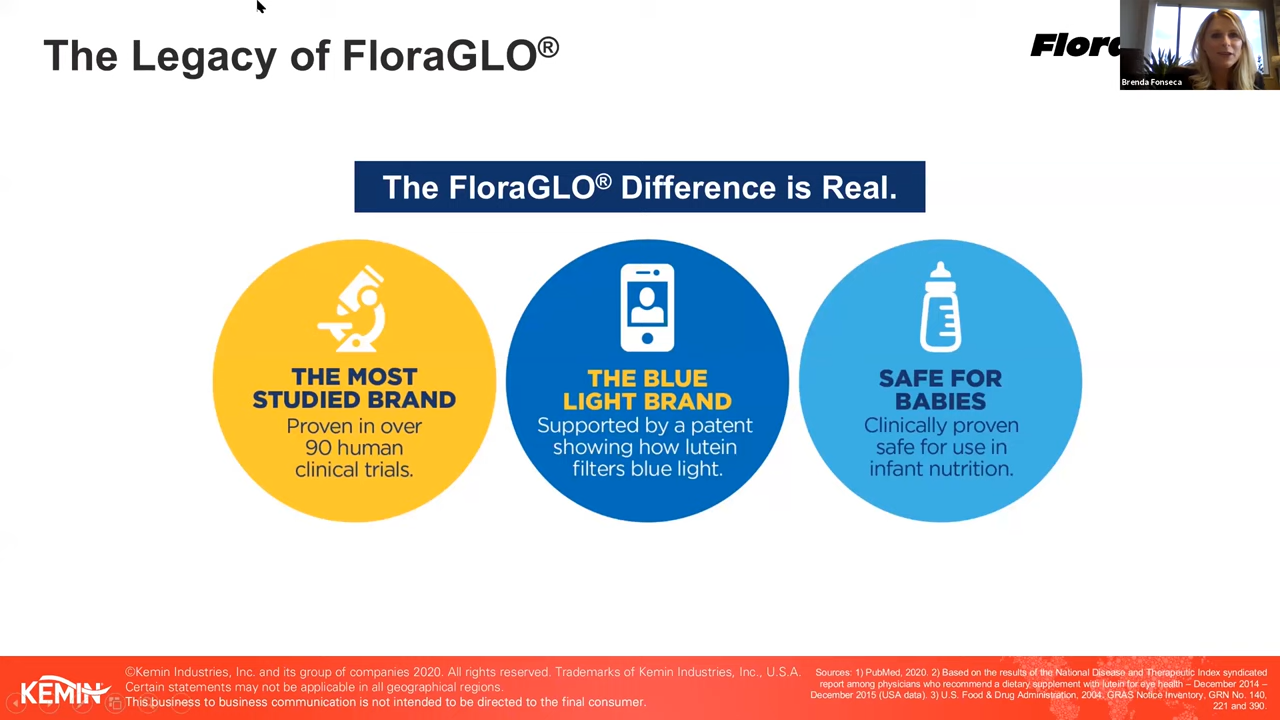 The Legacy of FloraGLO®
Flora
Brenda Fonseca
The FloraGLO® Difference is Real.
THE MOST
STUDIED BRAND
Proven in over
90 human
clinical trials.
THE BLUE
LIGHT BRAND
Supported by a patent
showing how lutein
filters blue light.
SAFE FOR
BABIES
Clinically proven
safe for use in
infant nutrition.
KEMIN
©Kemin Industries, Inc. and its group of companies 2020. All rights reserved. Trademarks of Kemin Industries, Inc., U.S.A.
Certain statements may not be applicable in all geographical regions.
This business to business communication is not intended to be directed to the final consumer.
Sources: 1) PubMed. 2020. 2) Based on the results of the National Disease and Therapeutic Index syndicated
report among physicians who recommend a dietary supplement with lutein for eye health – December 2014 –
December 2015 (USA data). 3) U.S. Food & Drug Administration, 2004. GRAS Notice Inventory, GRN No. 140,
221 and 390.